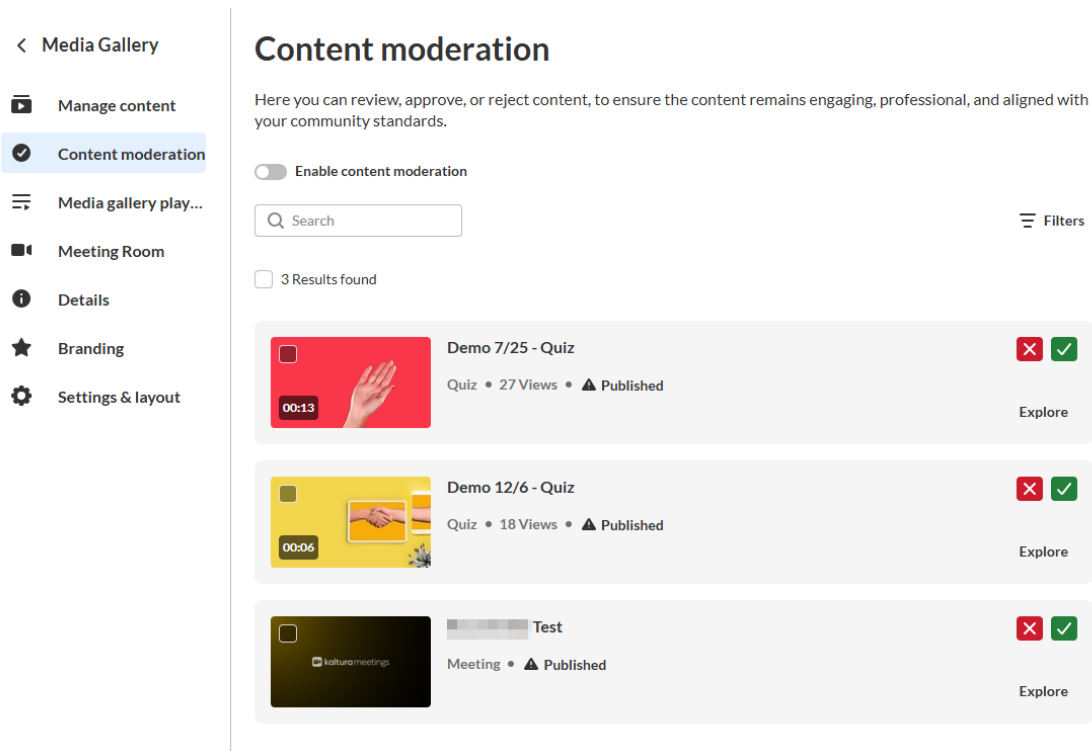 Media Gallery
Manage content
Content moderation
Media gallery play...
Meeting Room
Details
Branding
Settings & layout
Content moderation
Here you can review, approve, or reject content, to ensure the content remains engaging, professional, and aligned with
your community standards.
Enable content moderation
Search
Filters
3 Results found
00:13
Demo 7/25 - Quiz
Quiz • 27 Views • Published
Explore
00:06
Demo 12/6 - Quiz
Quiz • 18 Views • Published
Explore
kaltura meetings
Test
Meeting • Published
Explore